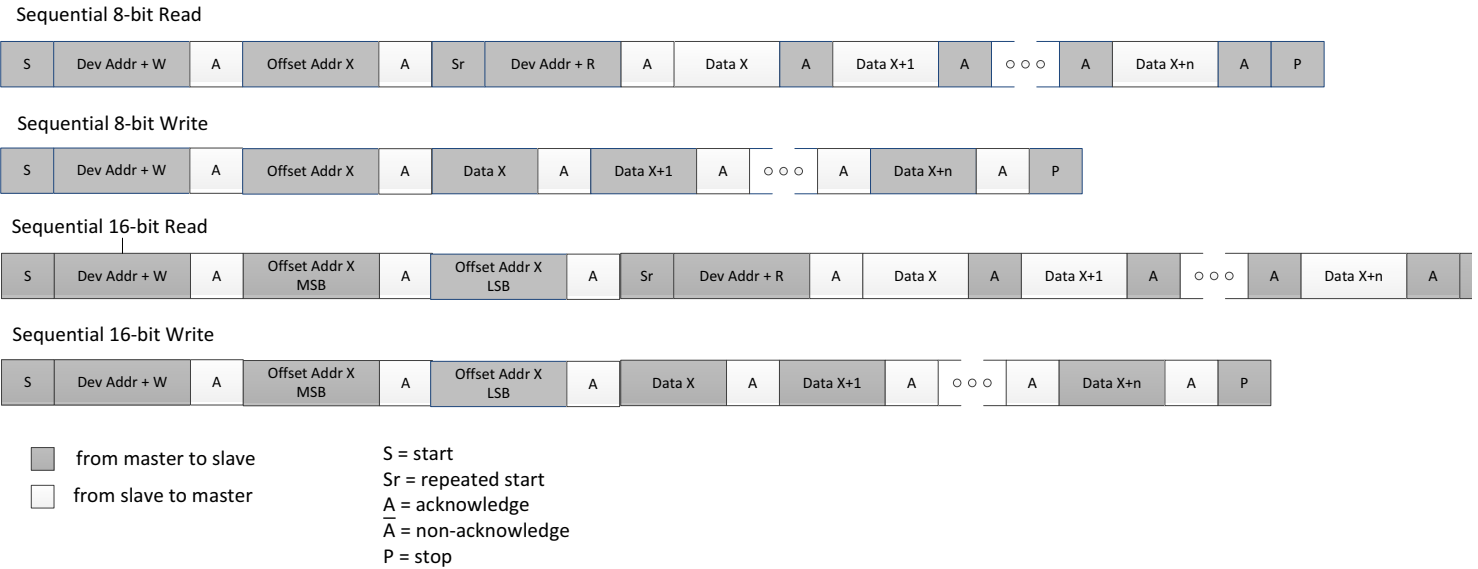 Sequential 8-bit Read
S Dev Addr + W A Offset Addr X A Sr Dev Addr + R A Data X A Data X+1 A ○ ○ ○ A Data X+n A P
Sequential 8-bit Write
S Dev Addr + W A Offset Addr X A Data X A Data X+1 A ○ ○ ○ A Data X+n A P
Sequential 16-bit Read
S Dev Addr + W A Offset Addr X MSB A Offset Addr X LSB A Sr Dev Addr + R A Data X A Data X+1 A ○ ○ ○ A Data X+n A
Sequential 16-bit Write
S Dev Addr + W A Offset Addr X MSB A Offset Addr X LSB A Data X A Data X+1 A ○ ○ ○ A Data X+n A P
from master to slave
from slave to master
S = start
Sr = repeated start
A = acknowledge
A̅ = non-acknowledge
P = stop